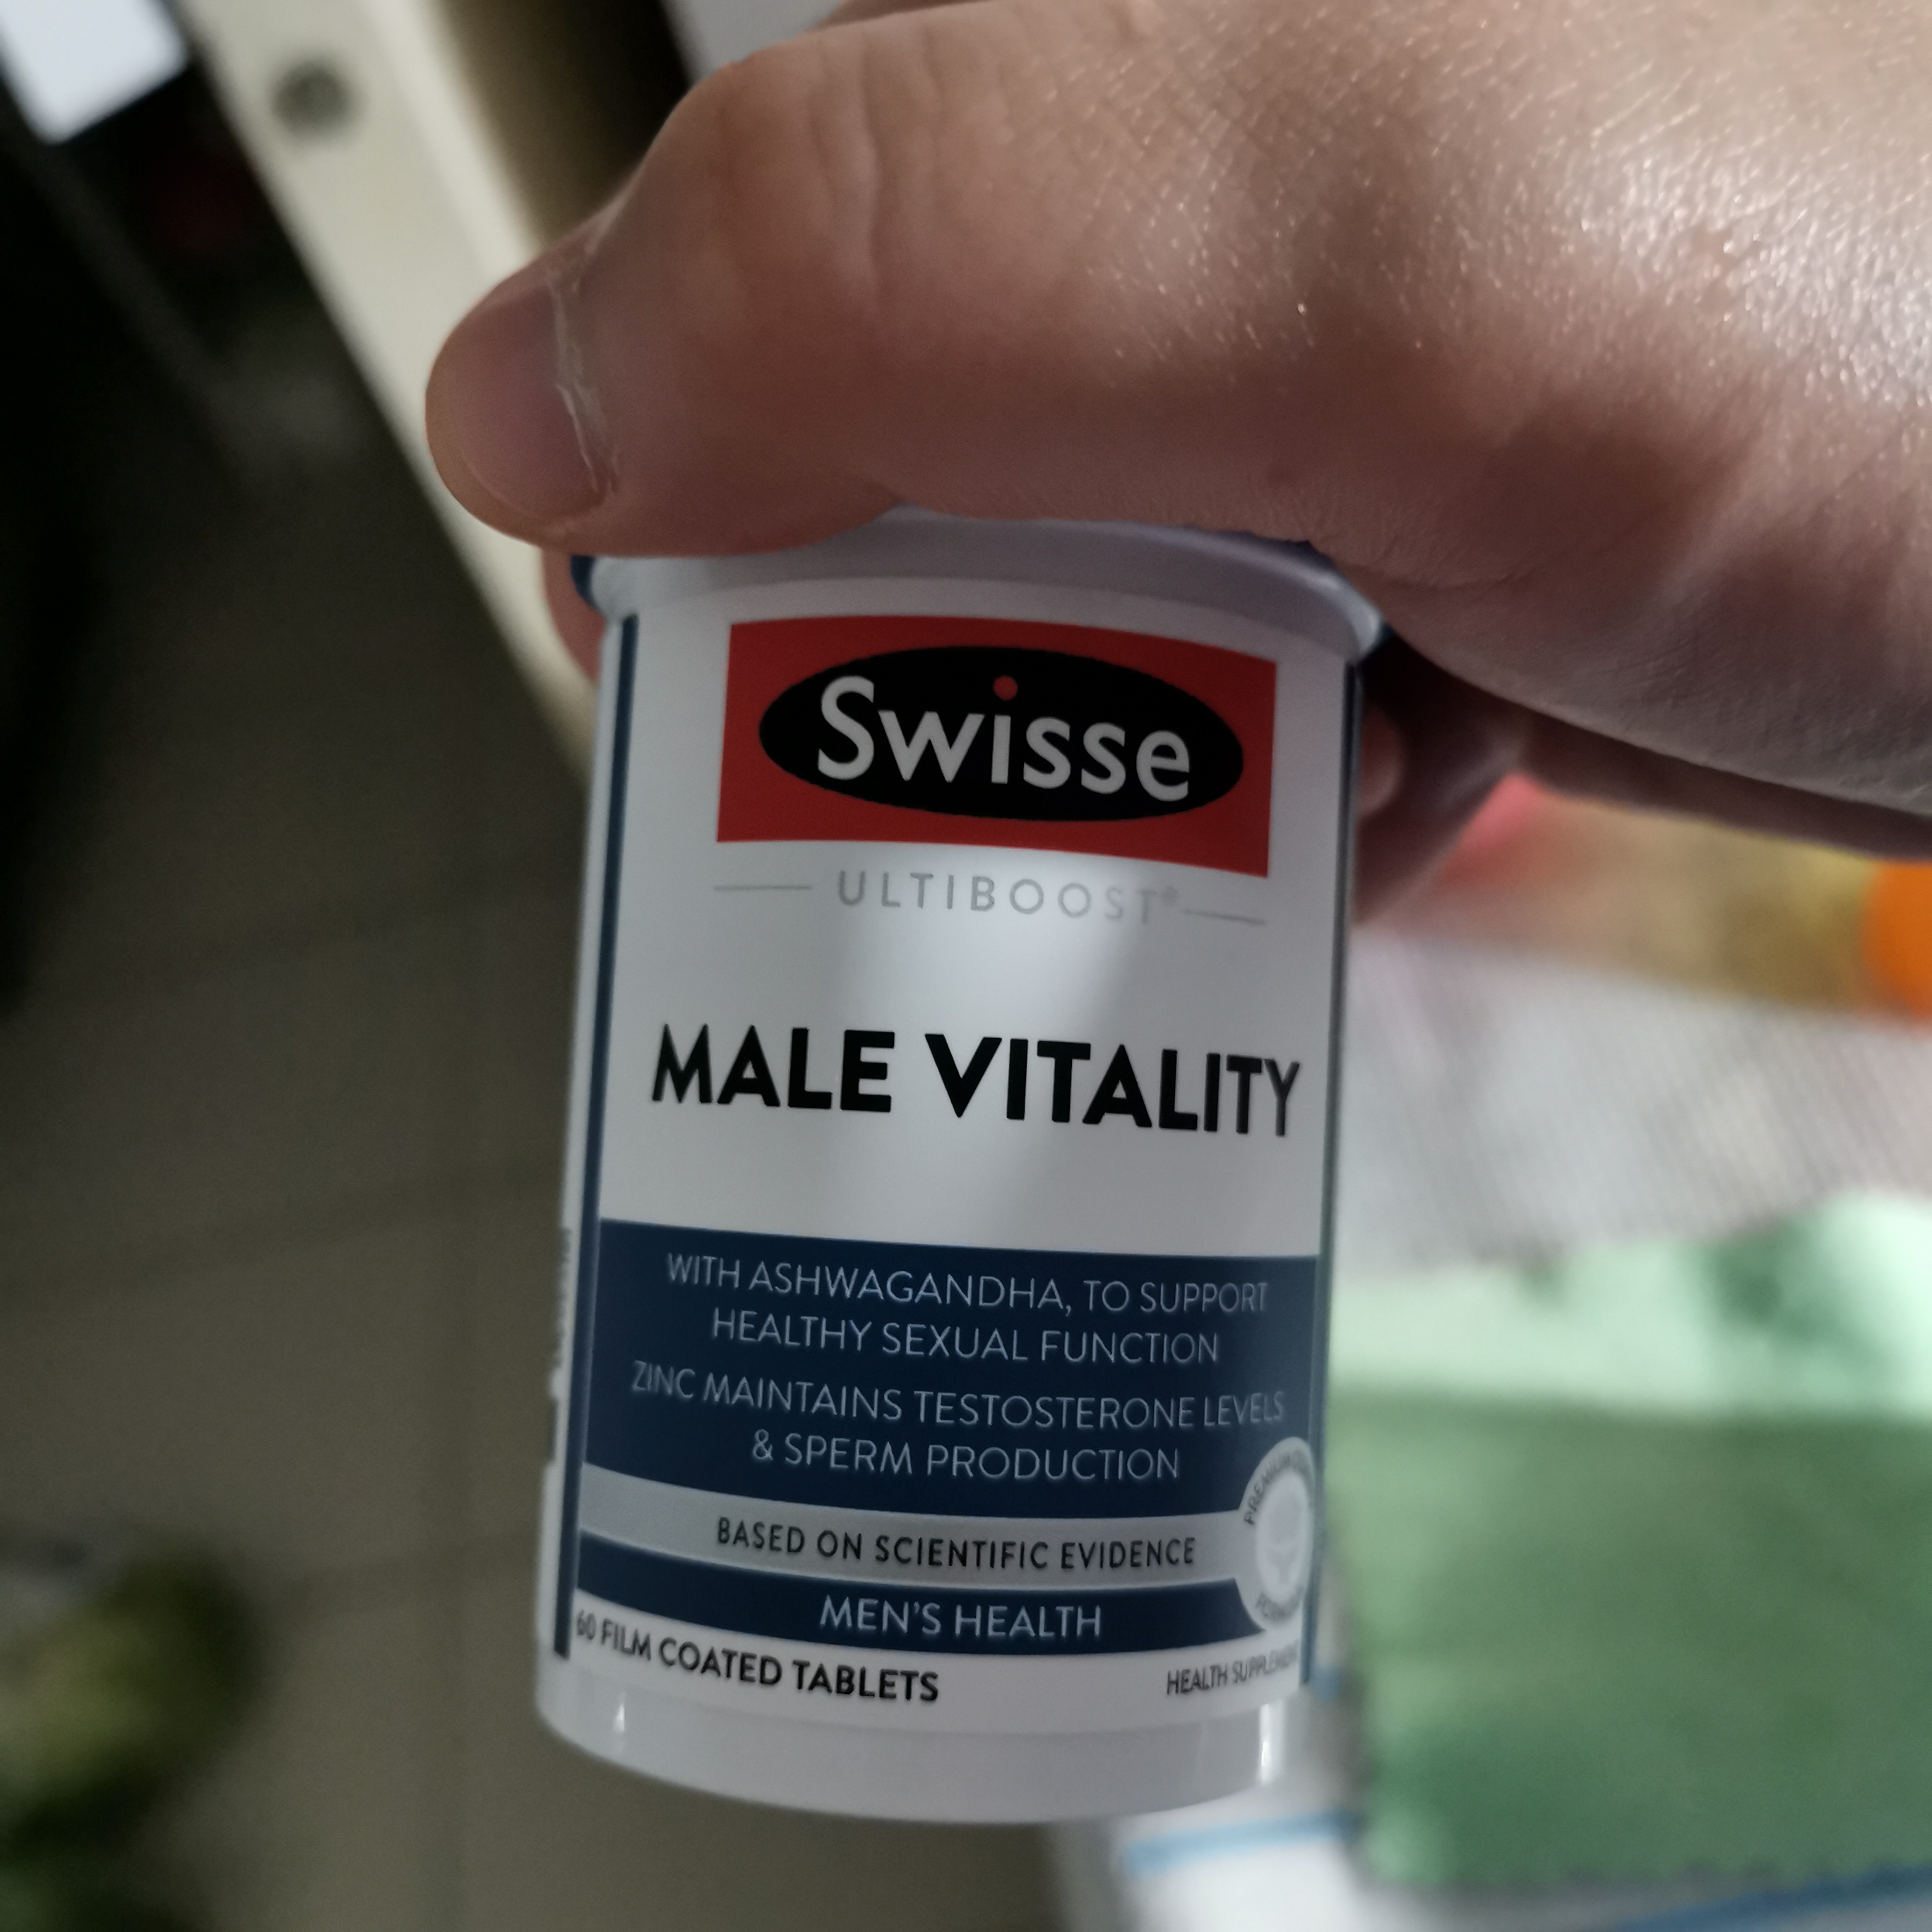 Swisse
ULTIBOOST®
MALE VITALITY
WITH ASHWAGANDHA, TO SUPPORT
HEALTHY SEXUAL FUNCTION
ZINC MAINTAINS TESTOSTERONE LEVELS
& SPERM PRODUCTION
BASED ON SCIENTIFIC EVIDENCE
MEN'S HEALTH
60 FILM COATED TABLETS
HEALTH